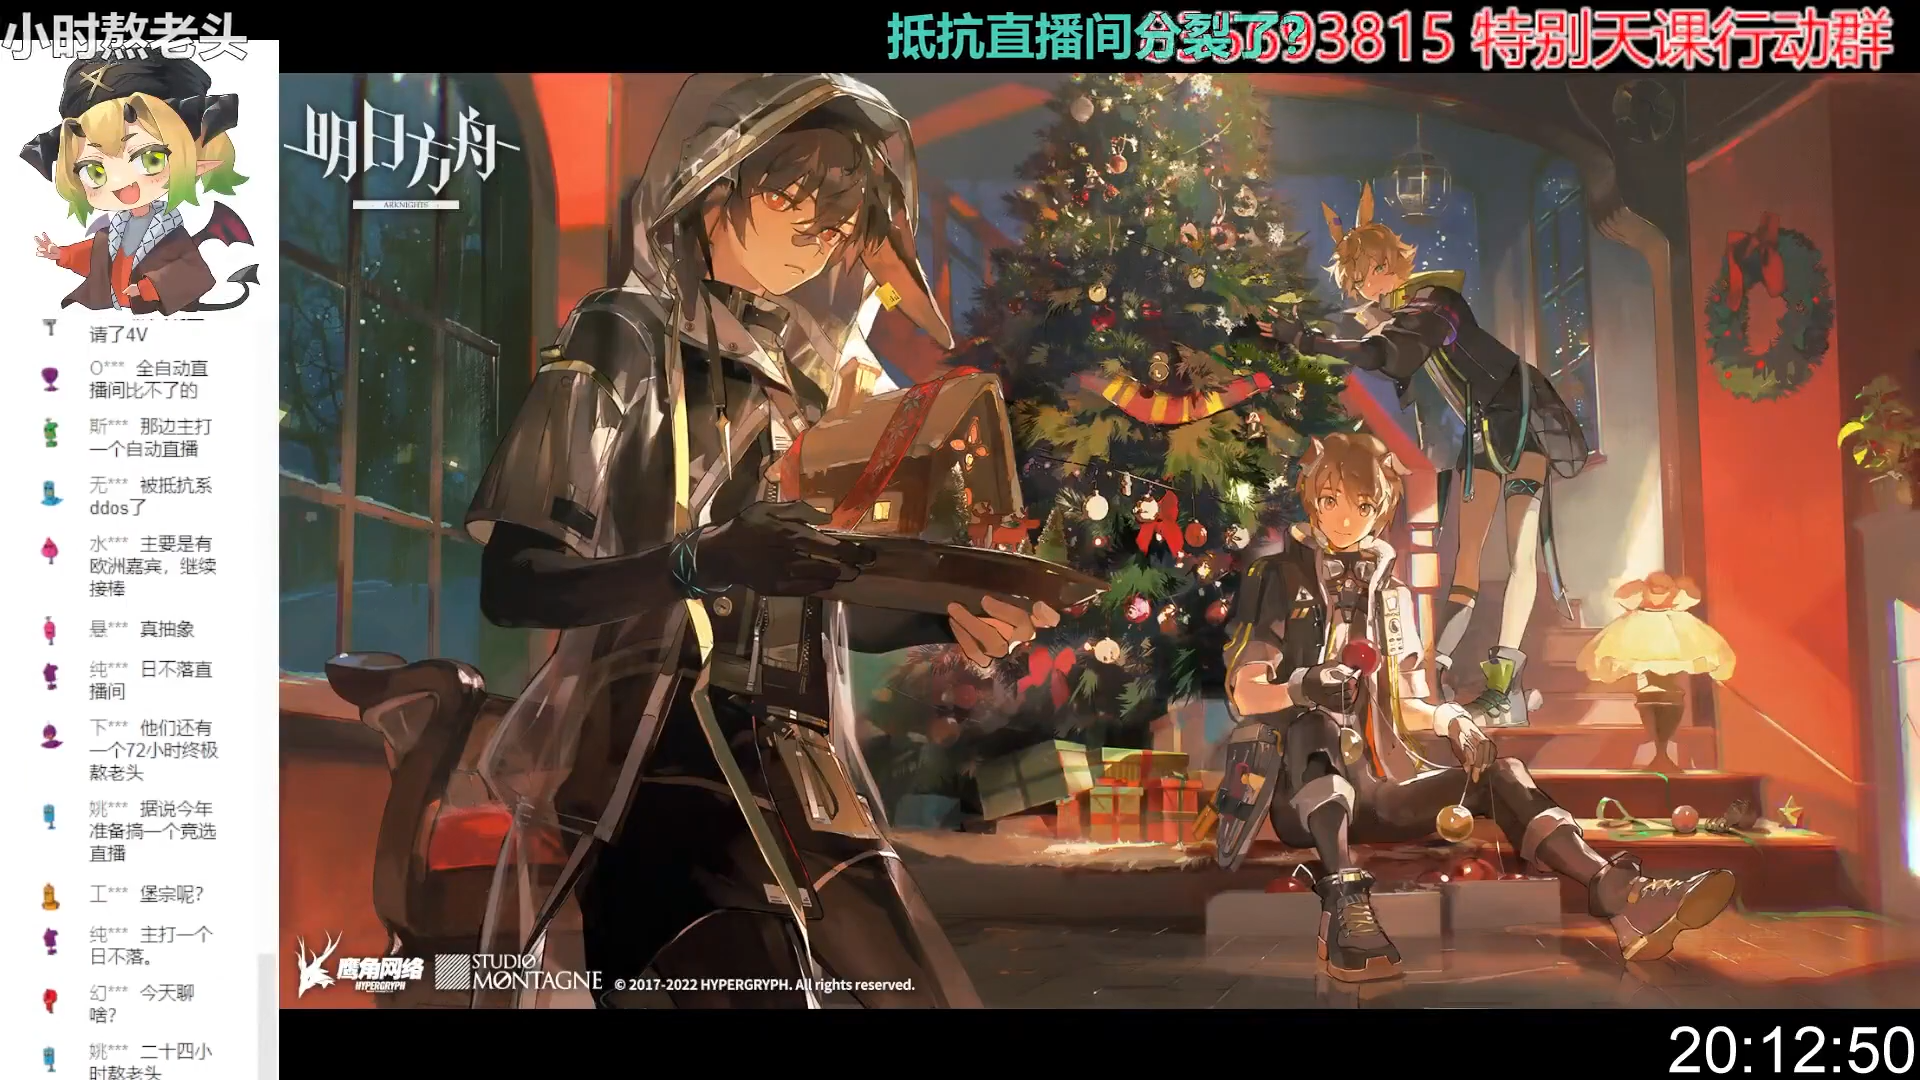 小时熬老头
抵抗直播间分裂了?
693815 特别天课行动群
明日方舟
ARKNIGHTS
请了4V
O*** 全自动直
播间比不了的
斯*** 那边主打
一个自动直播
无*** 被抵抗系
ddos了
水*** 主要是有
欧洲嘉宾，继续
接棒
悬*** 真抽象
纯*** 日不落直
播间
下*** 他们还有
一个72小时终极
熬老头
姚*** 据说今年
准备搞一个竞选
直播
工*** 堡宗呢?
纯*** 主打一个
日不落。
幻*** 今天聊
啥?
姚*** 二十四小
时熬老头
鹰角网络
HYPERGRYPH
STUDIO
MONTAGNE
© 2017-2022 HYPERGRYPH. All rights reserved.
20:12:50